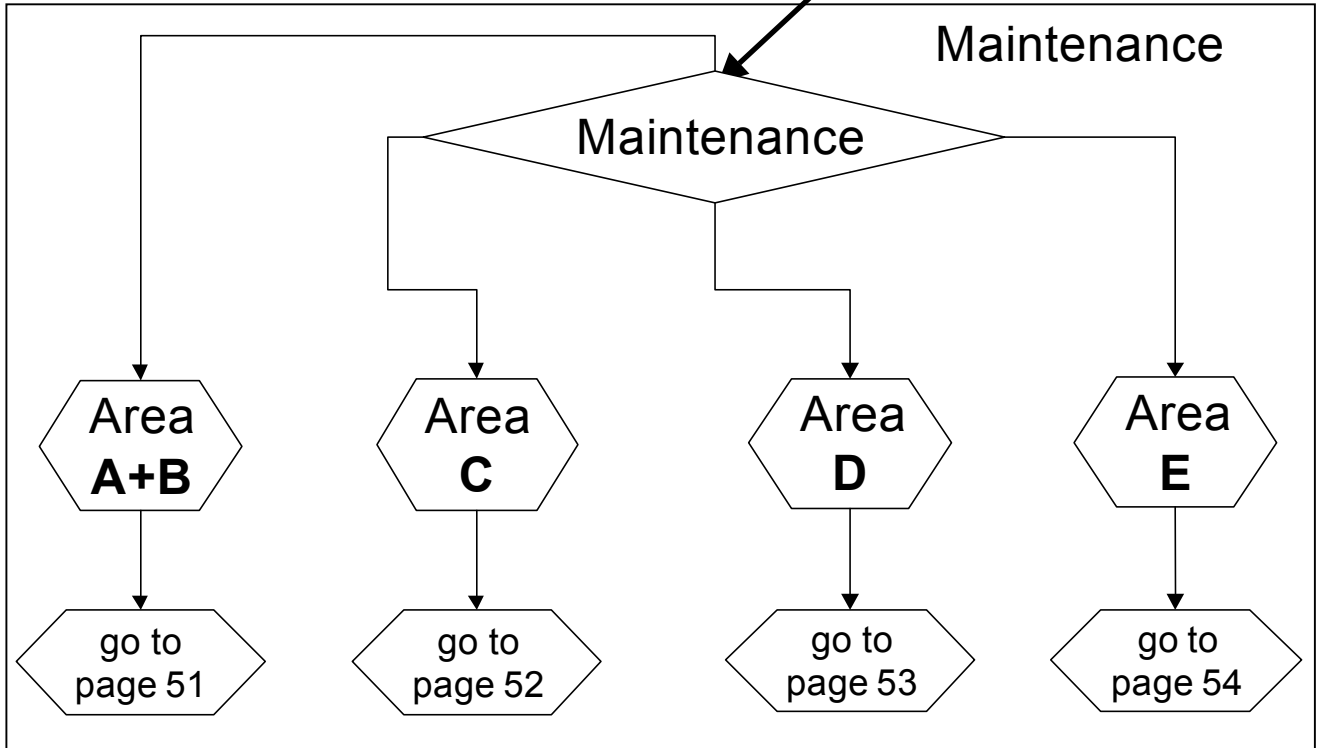 Maintenance
Maintenance
Area
A+B
Area
C
Area
D
Area
E
go to
page 51
go to
page 52
go to
page 53
go to
page 54